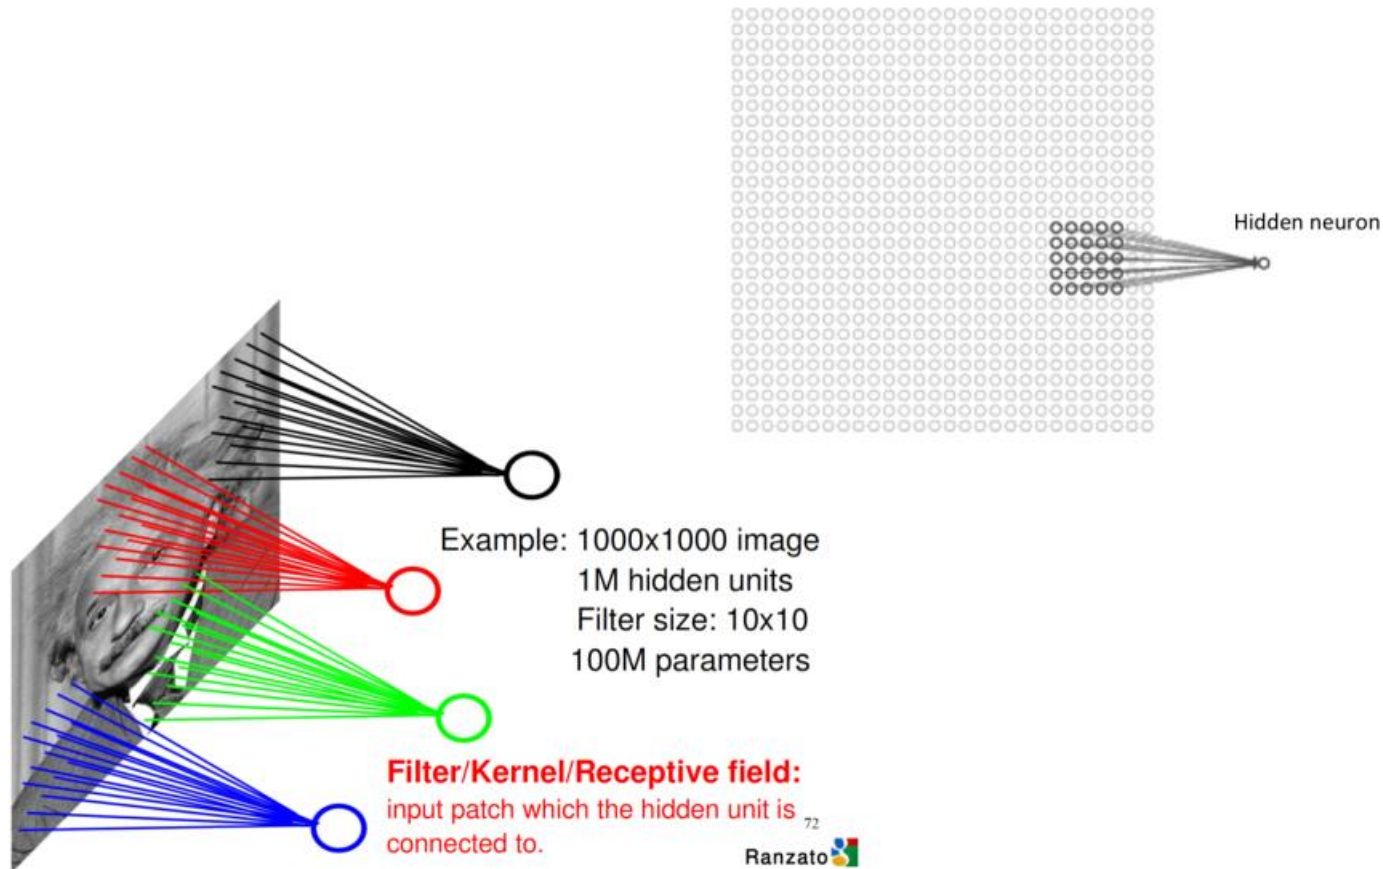 Hidden neuron
Example: 1000x1000 image
1M hidden units
Filter size: 10x10
100M parameters
Filter/Kernel/Receptive field:
input patch which the hidden unit is
connected to.
72
Ranzato